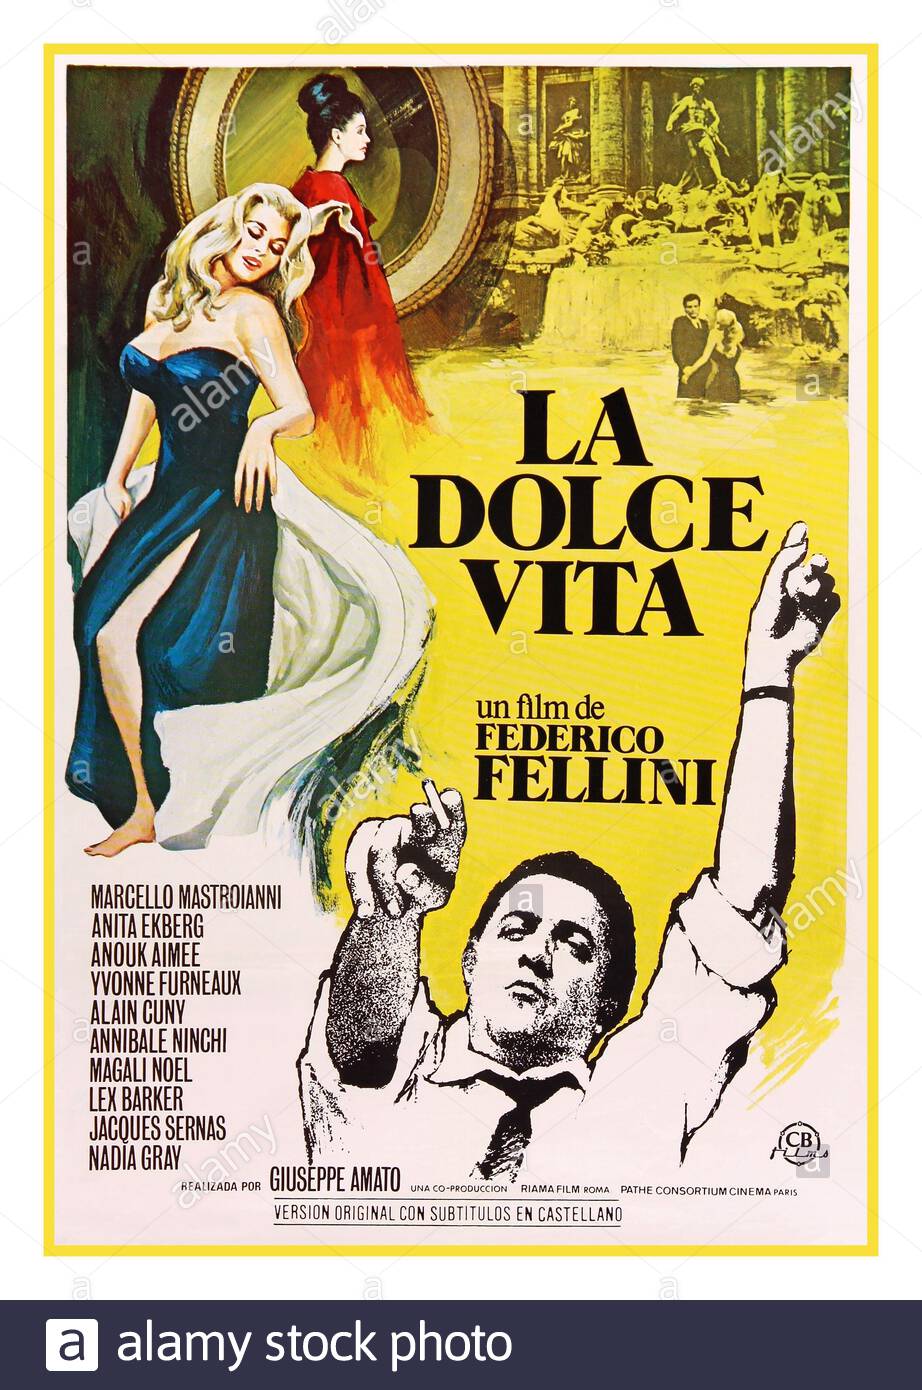 LA
DOLCE
VITA
un film de
FEDERICO
FELLINI
MARCELLO MASTROIANNI
ANITA EKBERG
ANOUK AIMEE
YVONNE FURNEAUX
ALAIN CUNY
ANNIBALE NINCHI
MAGALI NOEL
LEX BARKER
JACQUES SERNAS
NADIA GRAY
CB
Films
REALIZADA POR GIUSEPPE AMATO UNA CO-PRODUCCION RIAMA FILM ROMA PATHE CONSORTIUM CINEMA PARIS
VERSION ORIGINAL CON SUBTITULOS EN CASTELLANO
a alamy stock photo